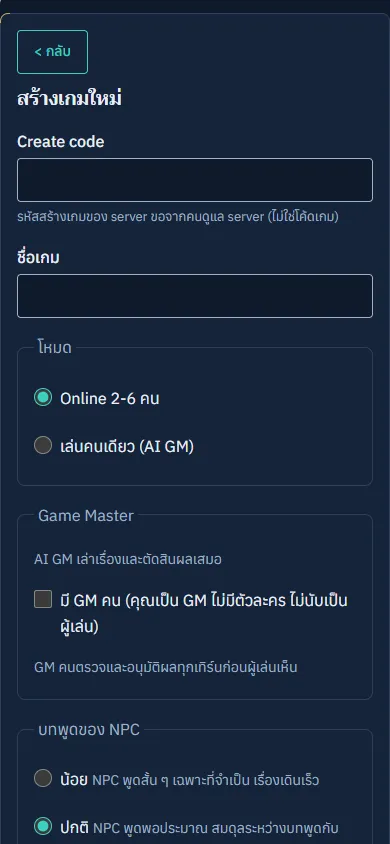 < กลับ
สร้างเกมใหม่
Create code
รหัสสร้างเกมของ server ขอจากคนดูแล server (ไม่ใช่โค้ดเกม)
ชื่อเกม
โหมด
Online 2-6 คน
เล่นคนเดียว (AI GM)
Game Master
AI GM เล่าเรื่องและตัดสินผลเสมอ
มี GM คน (คุณเป็น GM ไม่มีตัวละคร ไม่นับเป็น
ผู้เล่น)
GM คนตรวจและอนุมัติผลทุกเทิร์นก่อนผู้เล่นเห็น
บทพูดของ NPC
น้อย NPC พูดสั้น ๆ เฉพาะที่จำเป็น เรื่องเดินเร็ว
ปกติ NPC พูดพอประมาณ สมดุลระหว่างบทพูดกับ